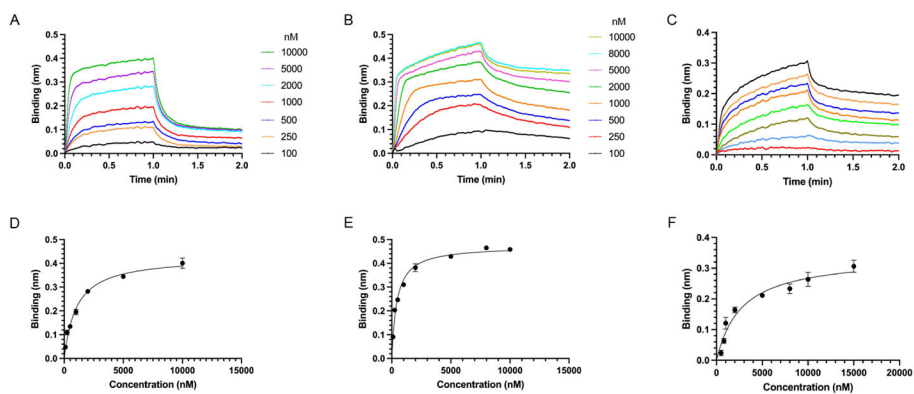 A
B
C
nM
10000
5000
2000
1000
500
250
100
nM
10000
8000
5000
2000
1000
500
250
100
Binding (nm)
0.5
0.4
0.3
0.2
0.1
0.0
0.0 0.5 1.0 1.5 2.0
Time (min)
Binding (nm)
0.5
0.4
0.3
0.2
0.1
0.0
0.0 0.5 1.0 1.5 2.0
Time (min)
Binding (nm)
0.4
0.3
0.2
0.1
0.0
0.0 0.5 1.0 1.5 2.0
Time (min)
D
E
F
Binding (nm)
0.5
0.4
0.3
0.2
0.1
0.0
0 5000 10000 15000
Concentration (nM)
Binding (nm)
0.5
0.4
0.3
0.2
0.1
0.0
0 5000 10000 15000
Concentration (nM)
Binding (nm)
0.4
0.3
0.2
0.1
0.0
0 5000 10000 15000 20000
Concentration (nM)